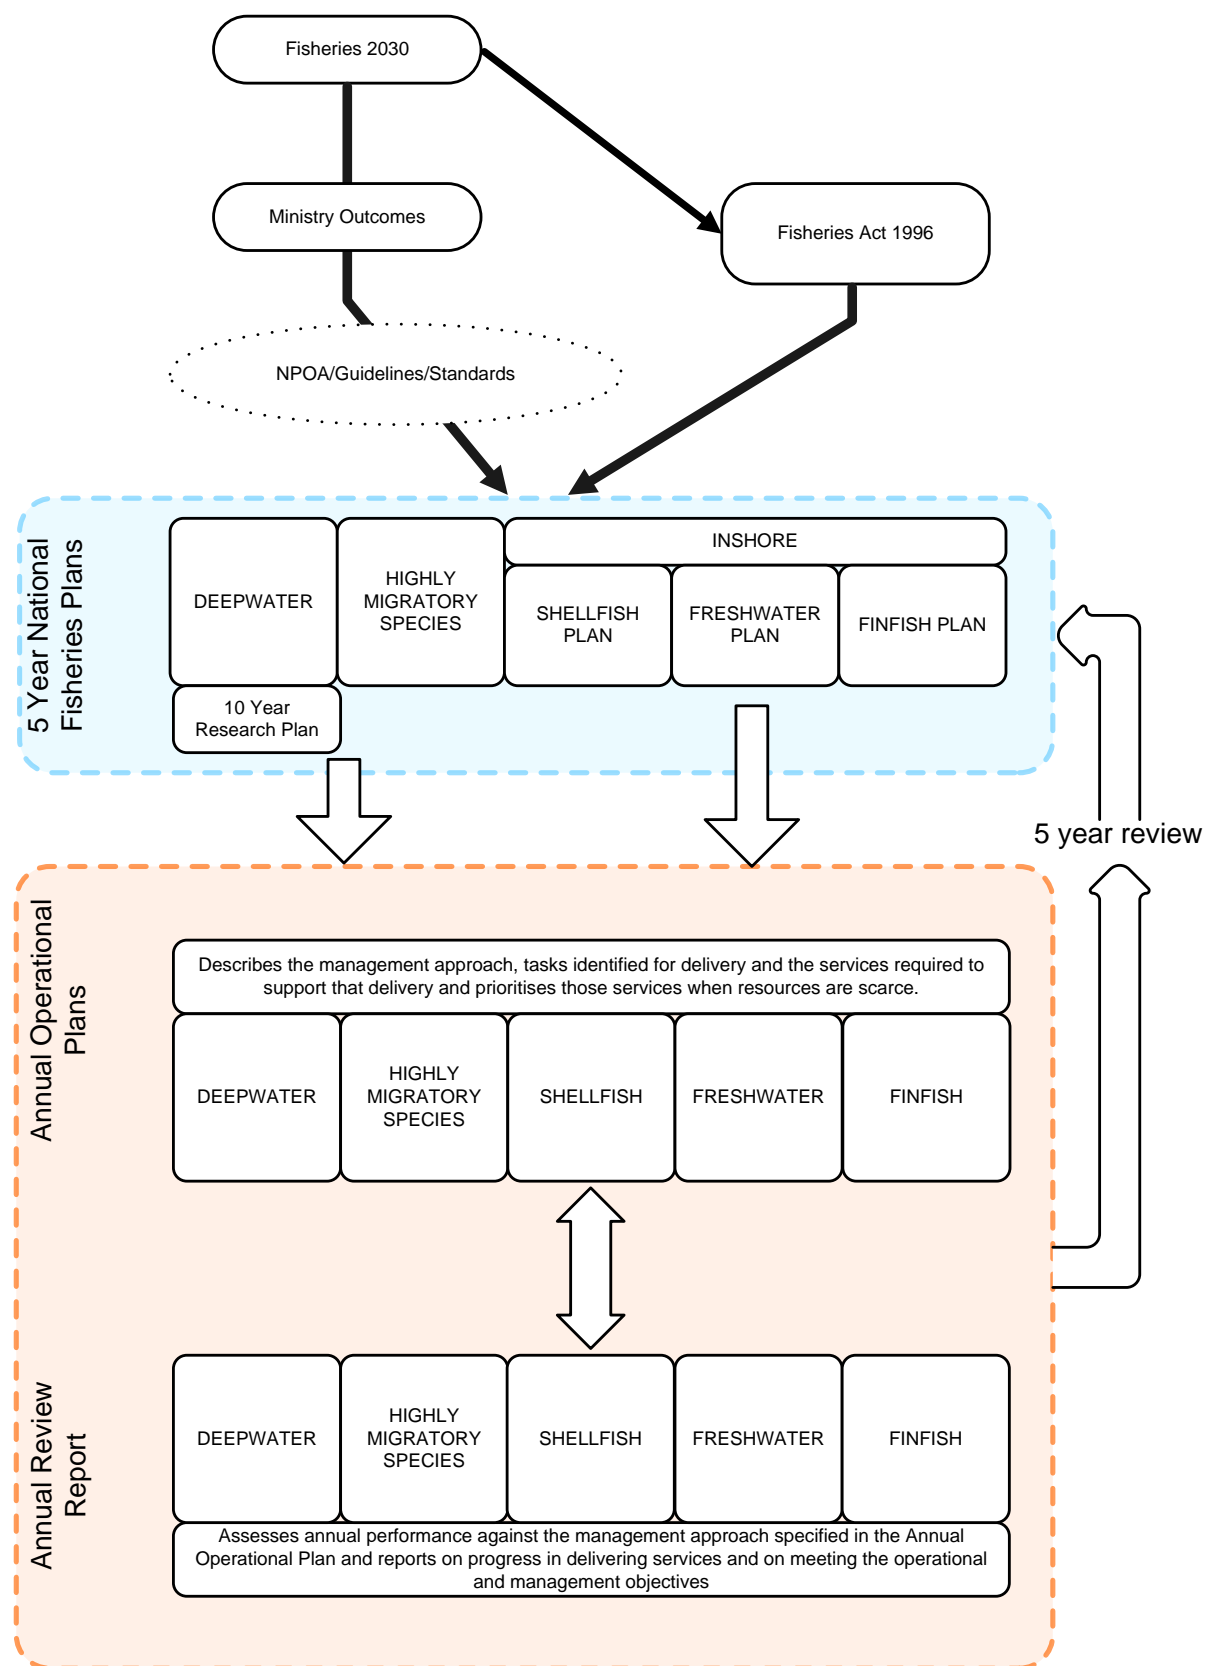 Fisheries 2030
Ministry Outcomes
Fisheries Act 1996
NPOA/Guidelines/Standards
5 Year National
Fisheries Plans
DEEPWATER
HIGHLY
MIGRATORY
SPECIES
INSHORE
SHELLFISH
PLAN
FRESHWATER
PLAN
FINFISH PLAN
10 Year
Research Plan
5 year review
Annual Operational
Plans
Describes the management approach, tasks identified for delivery and the services required to
support that delivery and prioritises those services when resources are scarce.
DEEPWATER
HIGHLY
MIGRATORY
SPECIES
SHELLFISH
FRESHWATER
FINFISH
Annual Review
Report
DEEPWATER
HIGHLY
MIGRATORY
SPECIES
SHELLFISH
FRESHWATER
FINFISH
Assesses annual performance against the management approach specified in the Annual
Operational Plan and reports on progress in delivering services and on meeting the operational
and management objectives